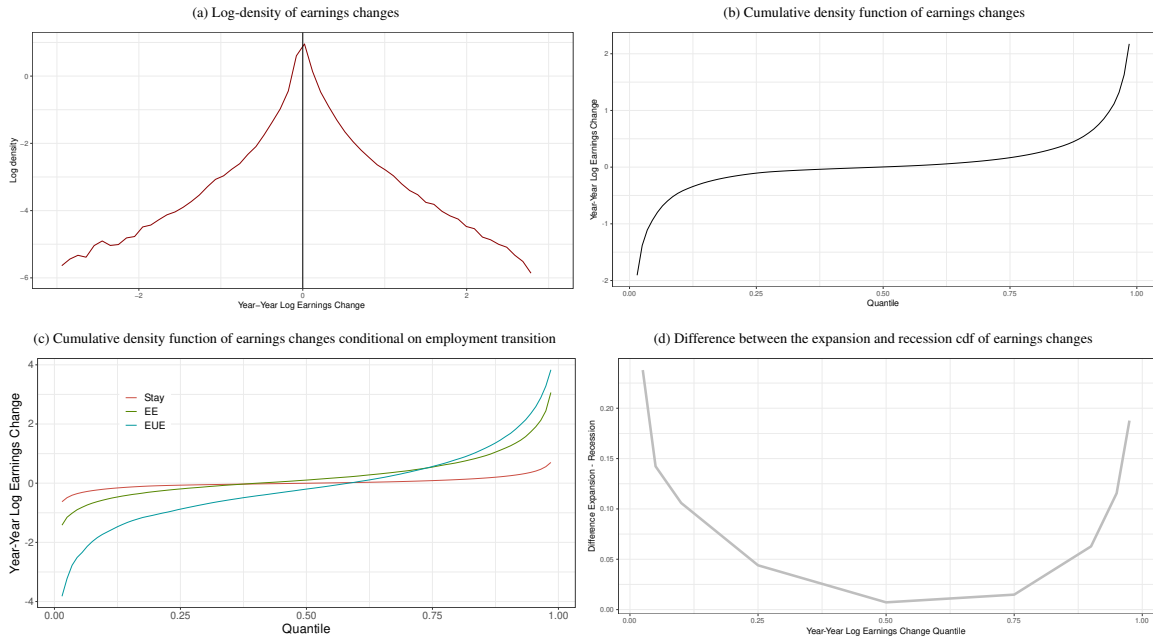 (a) Log-density of earnings changes
Log density
0
−2
−4
−6
−2
0
2
Year−Year Log Earnings Change
(b) Cumulative density function of earnings changes
Year-Year Log Earnings Change
2
1
0
-1
-2
0.00
0.25
0.50
0.75
1.00
Quantile
(c) Cumulative density function of earnings changes conditional on employment transition
Year-Year Log Earnings Change
4
2
0
-2
-4
Stay
EE
EUE
0.00
0.25
0.50
0.75
1.00
Quantile
(d) Difference between the expansion and recession cdf of earnings changes
Difference Expansion - Recession
0.20
0.15
0.10
0.05
0.00
0.00
0.25
0.50
0.75
1.00
Year-Year Log Earnings Change Quantile